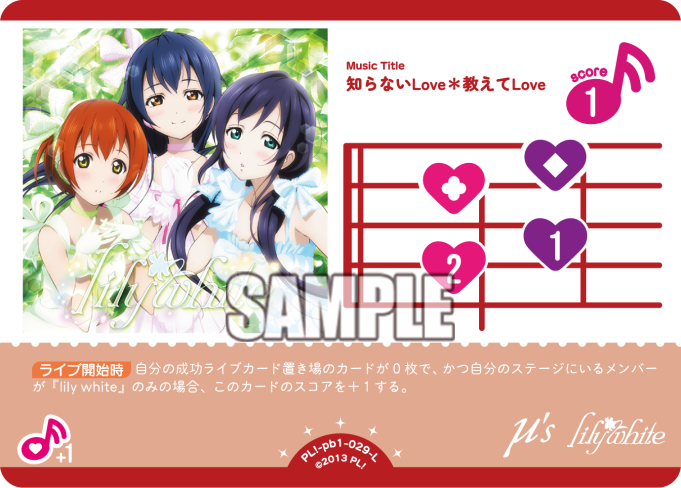 Music Title
知らないLove＊教えてLove
score
1
2
1
lily white
SAMPLE
ライブ開始時 自分の成功ライブカード置き場のカードが０枚で、かつ自分のステージにいるメンバー
が『lily white』のみの場合、このカードのスコアを＋１する。
+1
PL!-pb1-029-L
©2013 PL!
μ's lily white